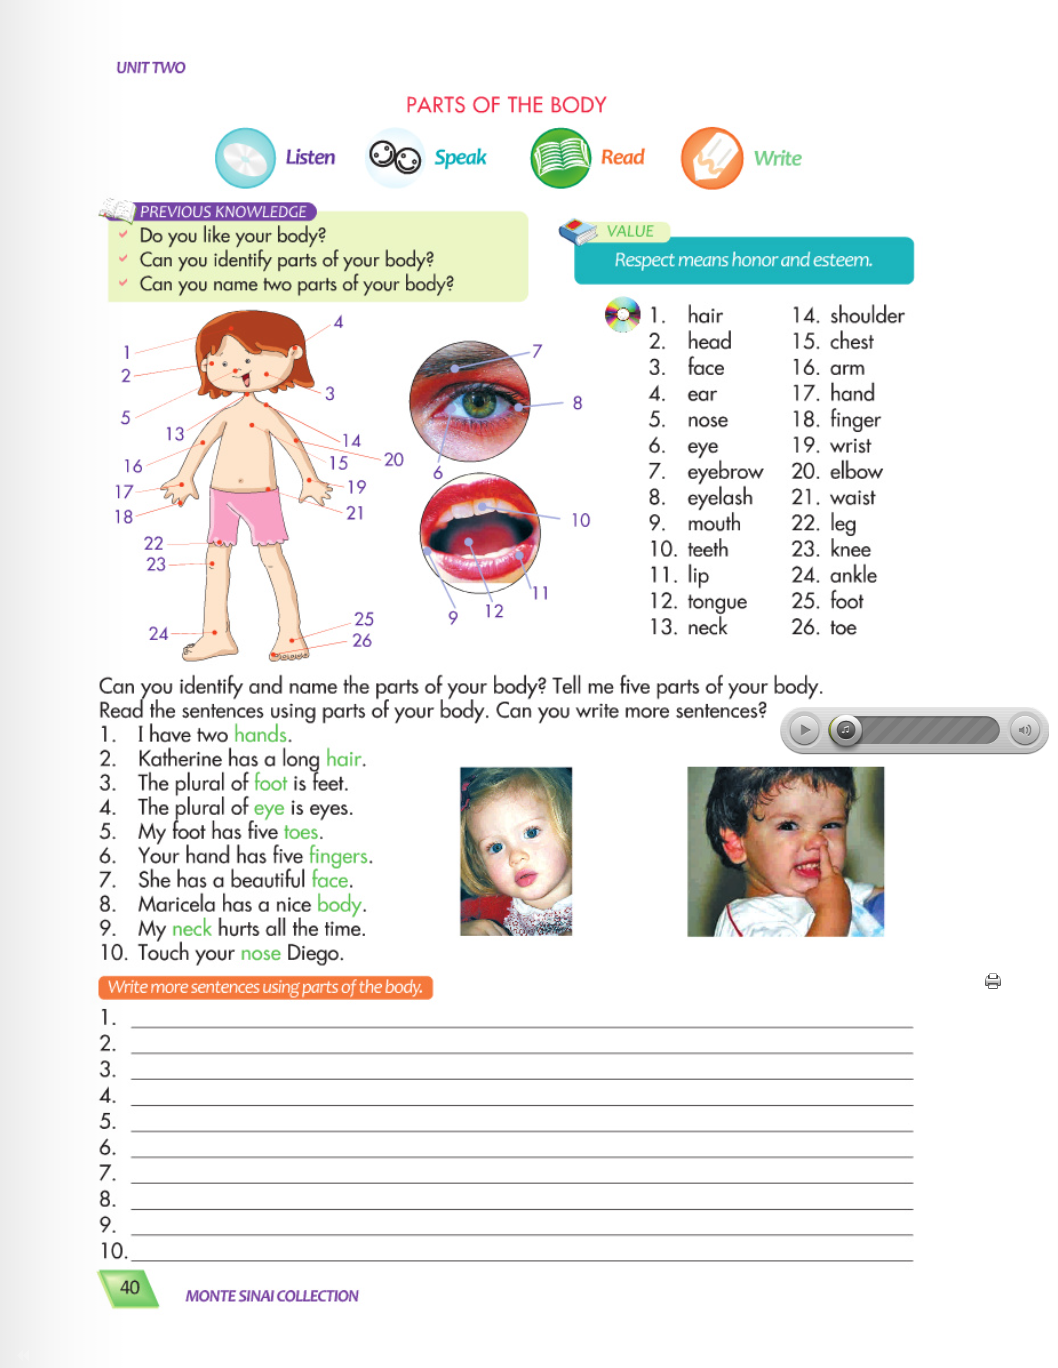 UNIT TWO
PARTS OF THE BODY
Listen
Speak
Read
Write
PREVIOUS KNOWLEDGE
Do you like your body?
Can you identify parts of your body?
Can you name two parts of your body?
VALUE
Respect means honor and esteem.
1
2
5
13
16
17
18
22
23
24
4
3
14
15
20
19
21
25
26
7
8
6
10
11
12
9
1. hair
2. head
3. face
4. ear
5. nose
6. eye
7. eyebrow
8. eyelash
9. mouth
10. teeth
11. lip
12. tongue
13. neck
14. shoulder
15. chest
16. arm
17. hand
18. finger
19. wrist
20. elbow
21. waist
22. leg
23. knee
24. ankle
25. foot
26. toe
Can you identify and name the parts of your body? Tell me five parts of your body.
Read the sentences using parts of your body. Can you write more sentences?
1. I have two hands.
2. Katherine has a long hair.
3. The plural of foot is feet.
4. The plural of eye is eyes.
5. My foot has five toes.
6. Your hand has five fingers.
7. She has a beautiful face.
8. Maricela has a nice body.
9. My neck hurts all the time.
10. Touch your nose Diego.
Write more sentences using parts of the body.
1.
2.
3.
4.
5.
6.
7.
8.
9.
10.
40
MONTE SINAI COLLECTION